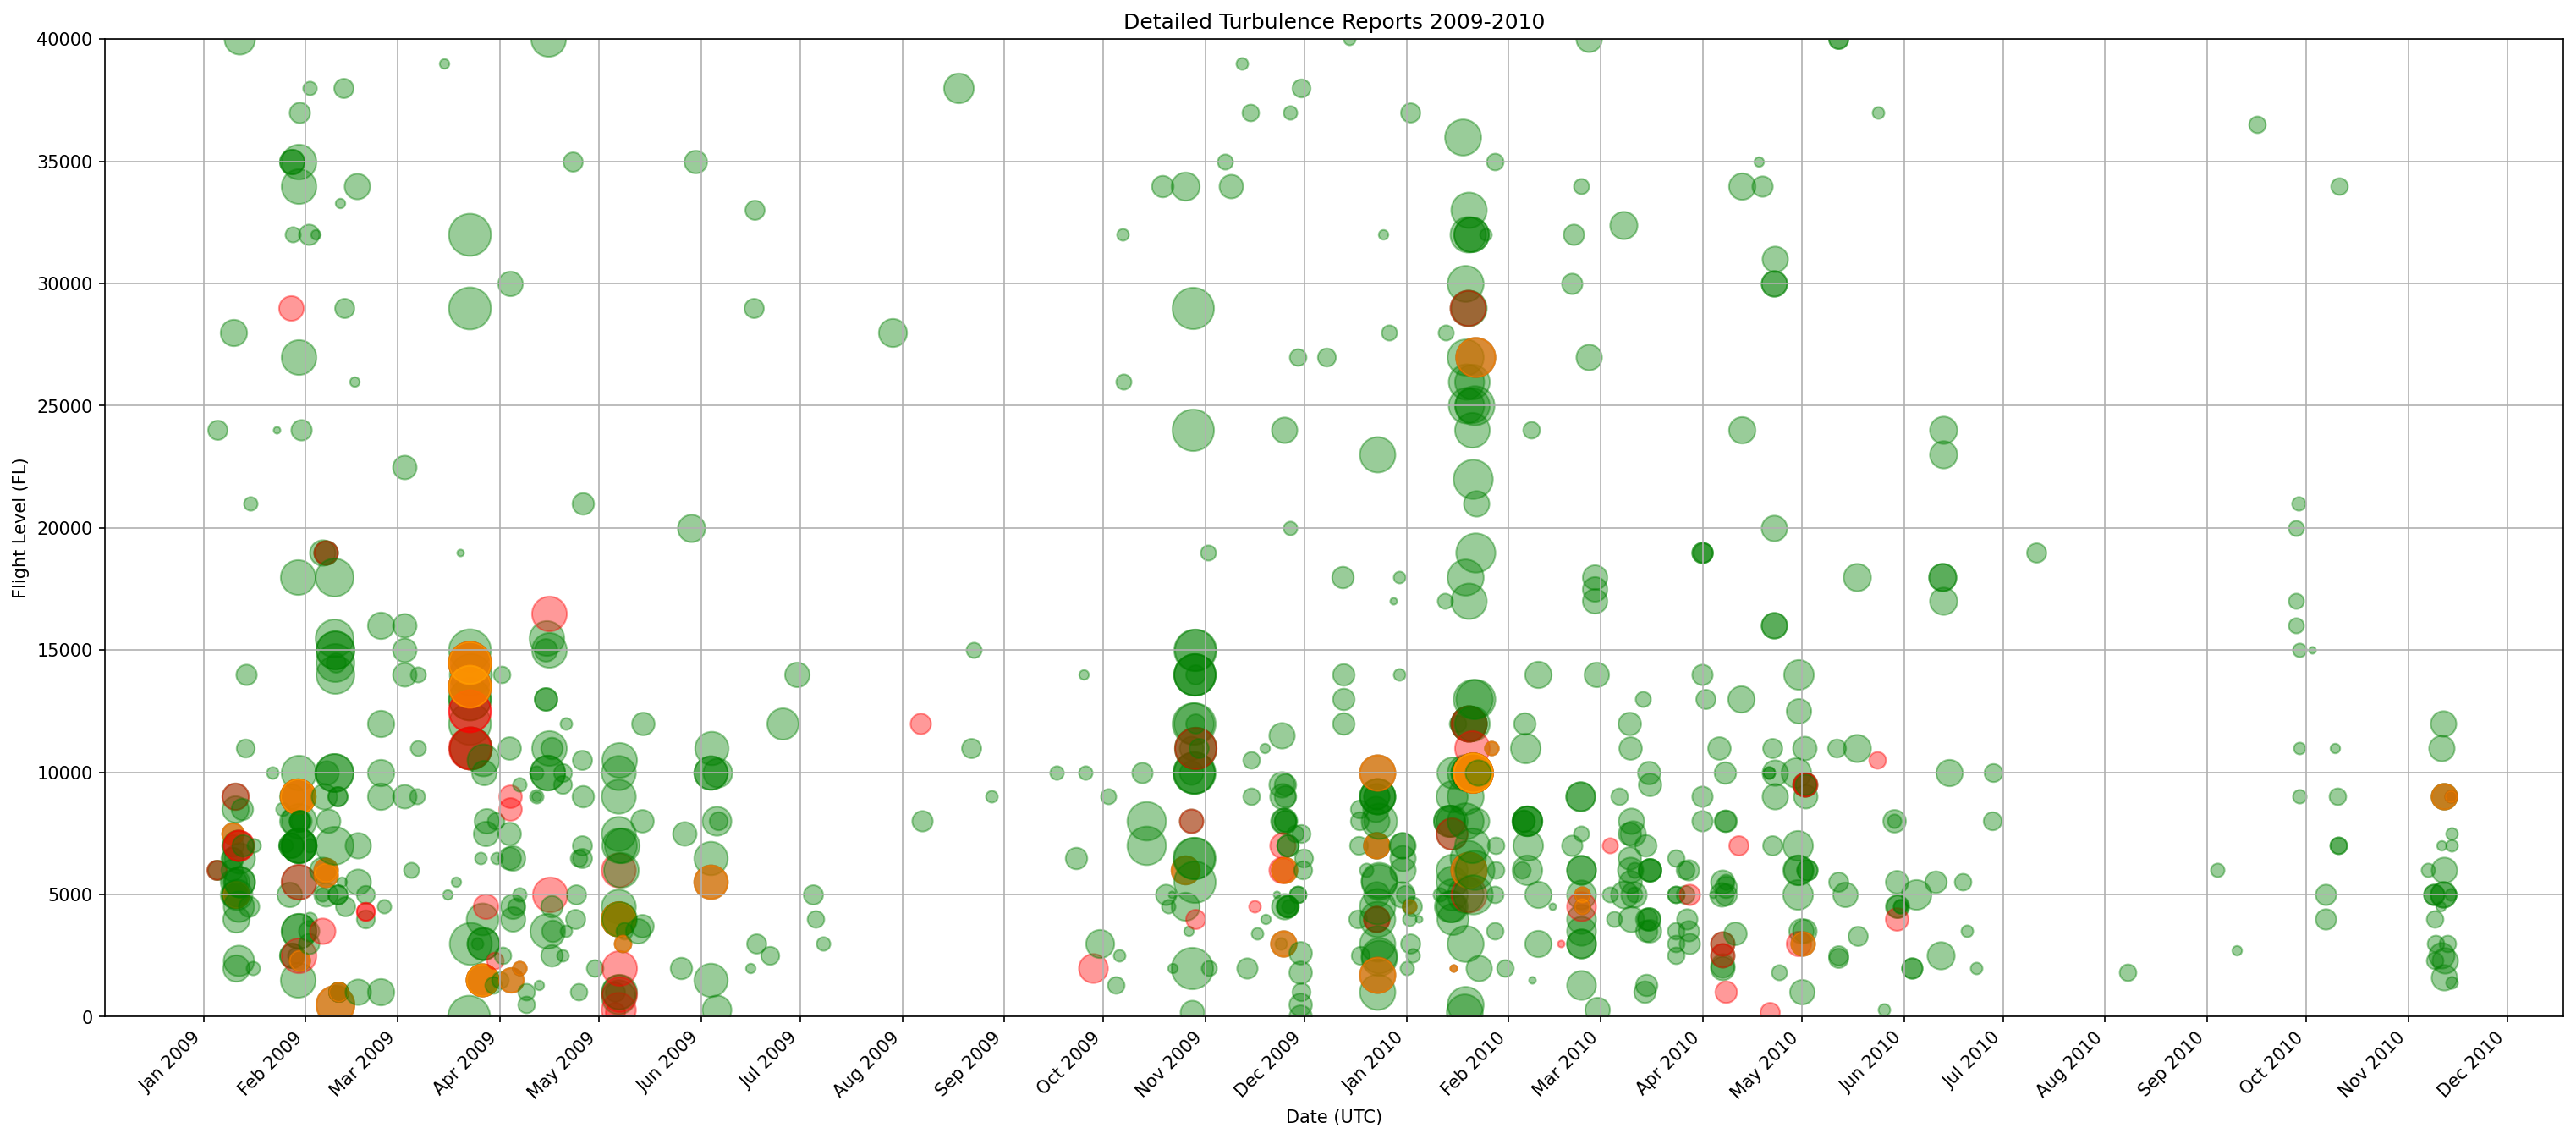 Detailed Turbulence Reports 2009-2010
40000
35000
30000
25000
20000
15000
10000
5000
0
Flight Level (FL)
Jan 2009
Feb 2009
Mar 2009
Apr 2009
May 2009
Jun 2009
Jul 2009
Aug 2009
Sep 2009
Oct 2009
Nov 2009
Dec 2009
Jan 2010
Feb 2010
Mar 2010
Apr 2010
May 2010
Jun 2010
Jul 2010
Aug 2010
Sep 2010
Oct 2010
Nov 2010
Dec 2010
Date (UTC)